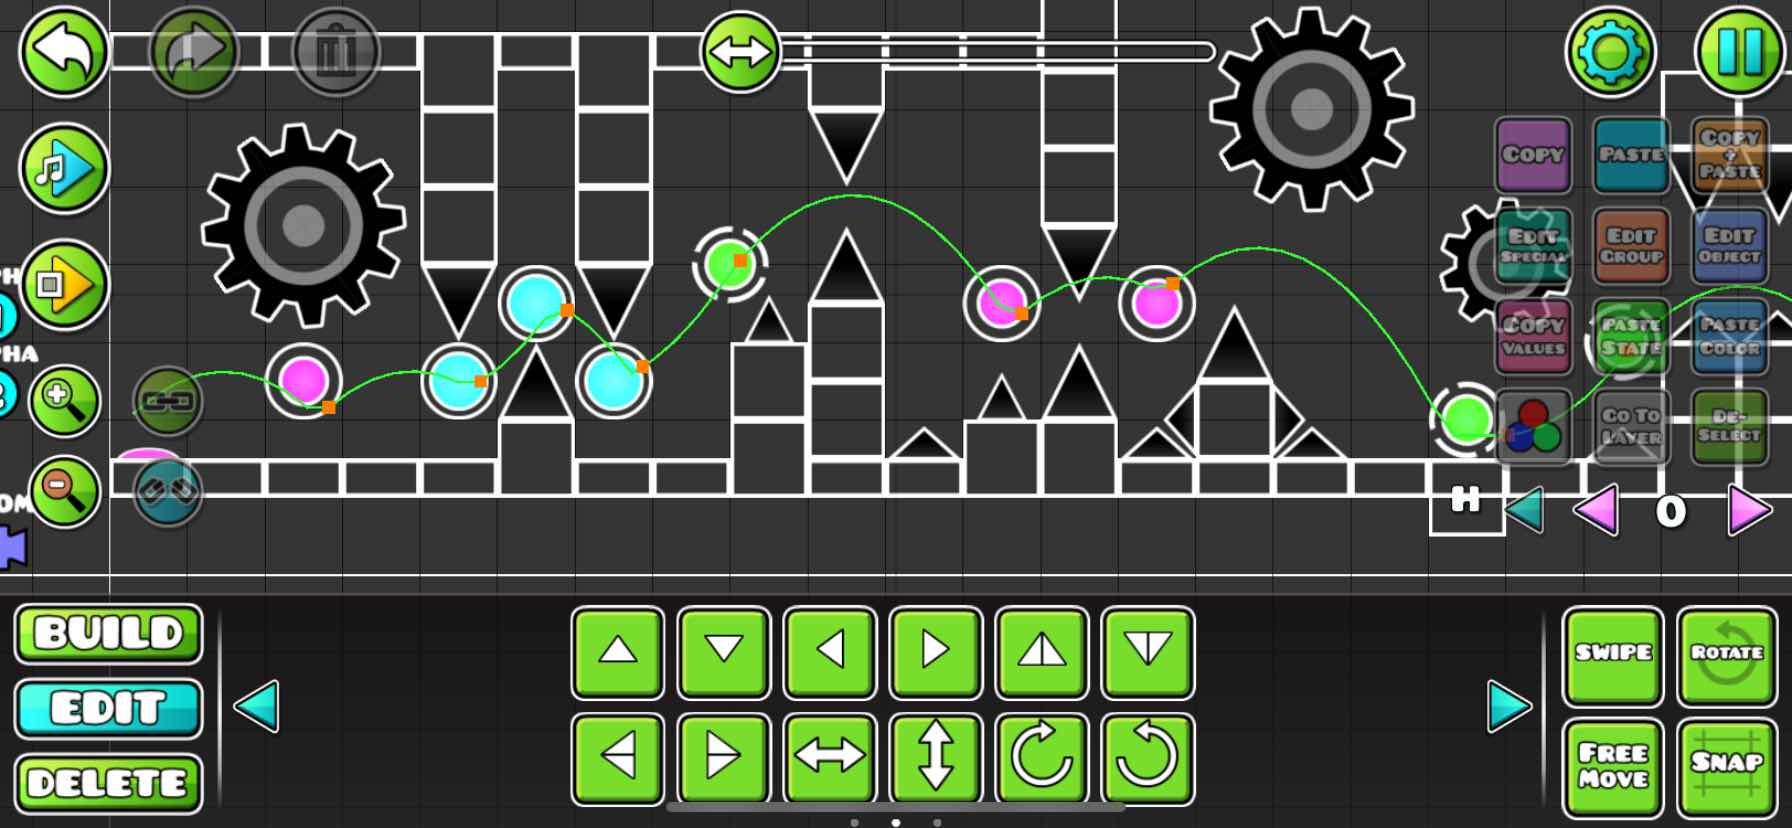 COPY
PASTE
COPY
+
PASTE
EDIT
SPECIAL
EDIT
GROUP
EDIT
OBJECT
COPY
VALUES
PASTE
STATE
PASTE
COLOR
GO TO
LAYER
DE-
SELECT
H
0
BUILD
EDIT
DELETE
SWIPE
ROTATE
FREE
MOVE
SNAP